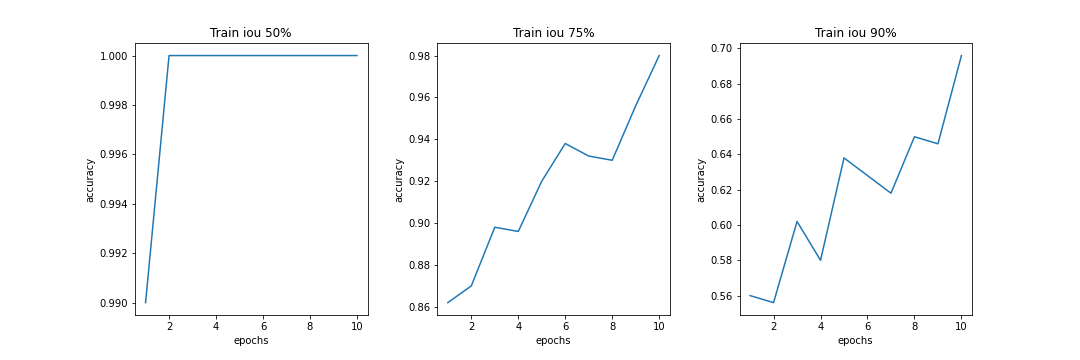 Train iou 50%
1.000
0.998
0.996
0.994
0.992
0.990
accuracy
2 4 6 8 10
epochs
Train iou 75%
0.98
0.96
0.94
0.92
0.90
0.88
0.86
accuracy
2 4 6 8 10
epochs
Train iou 90%
0.70
0.68
0.66
0.64
0.62
0.60
0.58
0.56
accuracy
2 4 6 8 10
epochs